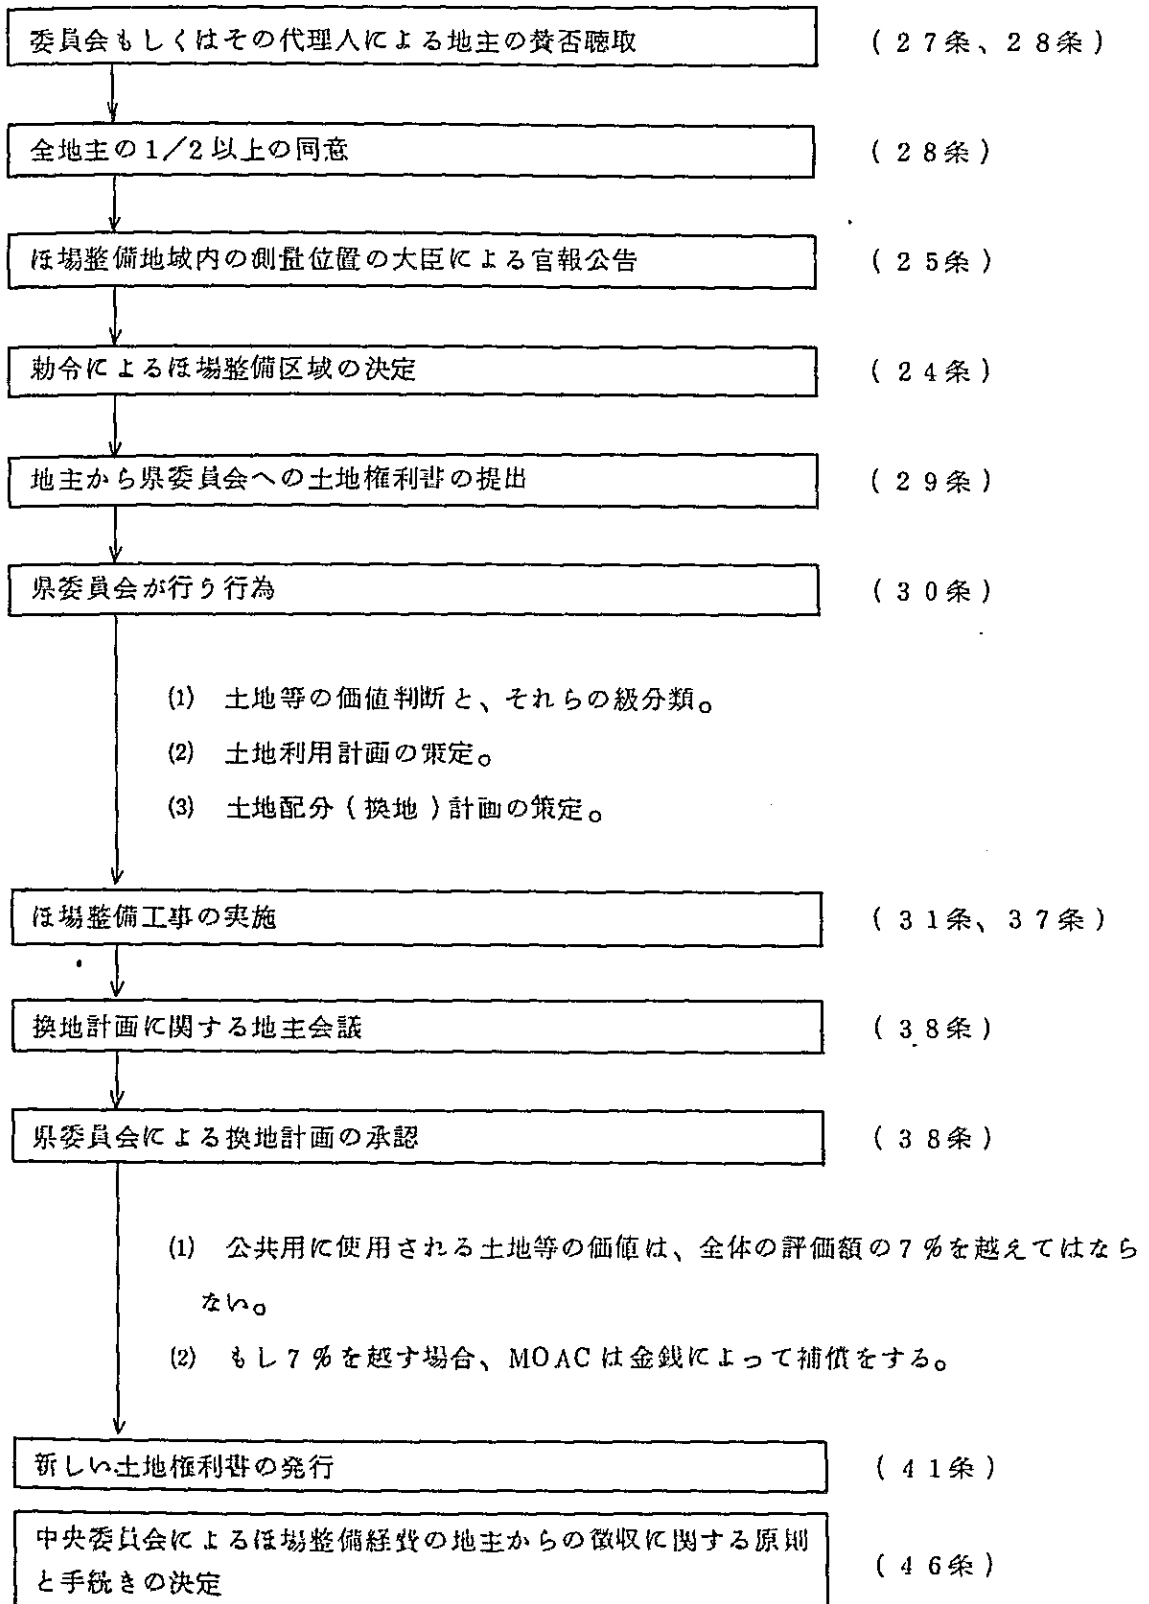 委員会もしくはその代理人による地主の賛否聴取 (27条、28条)
全地主の1/2以上の同意 (28条)
ほ場整備地域内の測量位置の大臣による官報公告 (25条)
勅令によるほ場整備区域の決定 (24条)
地主から県委員会への土地権利書の提出 (29条)
県委員会が行う行為 (30条)
(1) 土地等の価値判断と、それらの級分類。
(2) 土地利用計画の策定。
(3) 土地配分(換地)計画の策定。
ほ場整備工事の実施 (31条、37条)
換地計画に関する地主会議 (38条)
県委員会による換地計画の承認 (38条)
(1) 公共用に使用される土地等の価値は、全体の評価額の7%を越えてはなら
ない。
(2) もし7%を越す場合、MOACは金銭によって補償をする。
新しい土地権利書の発行 (41条)
中央委員会によるほ場整備経費の地主からの徴収に関する原則
と手続きの決定 (46条)